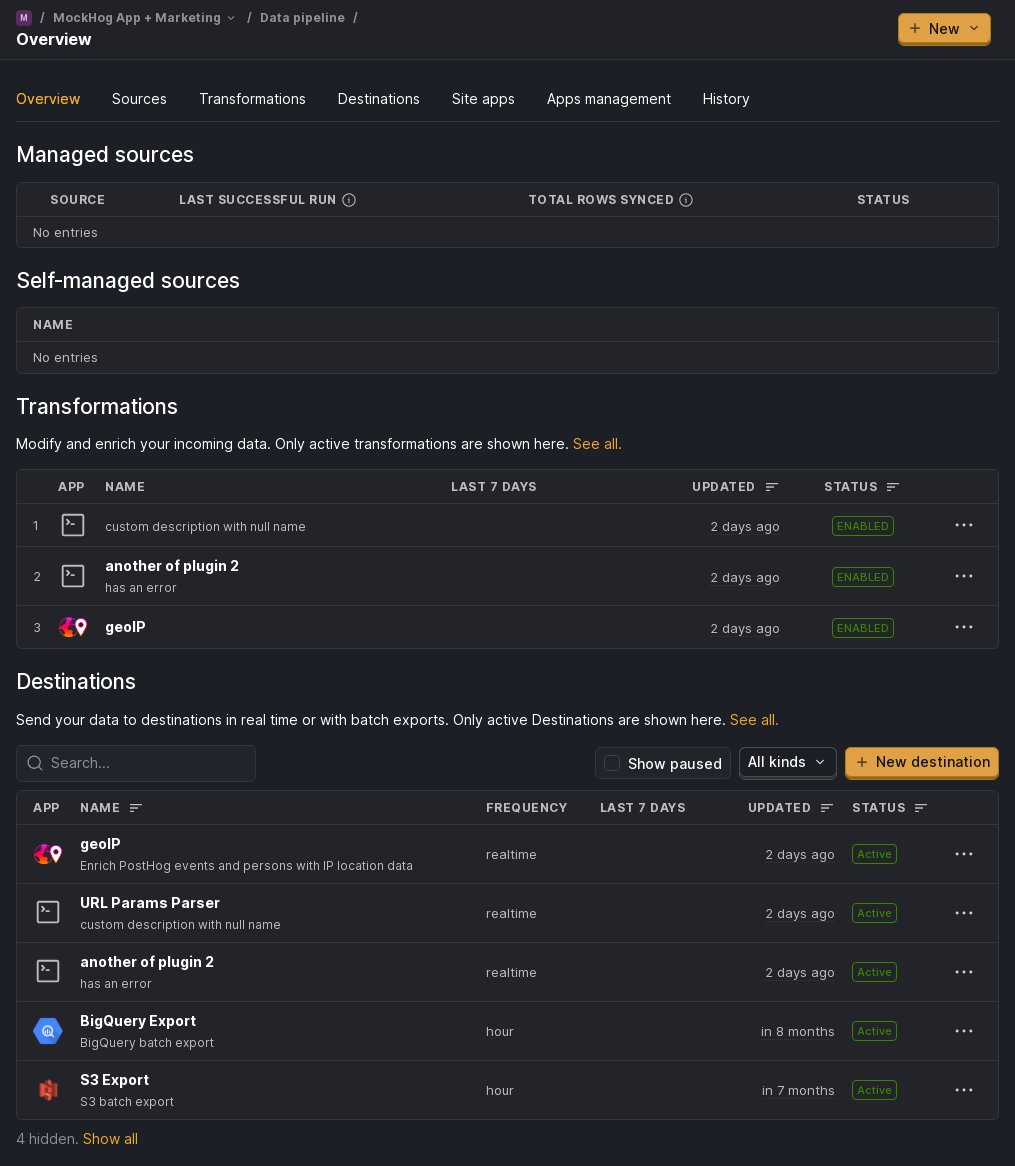 M / MockHog App + Marketing / Data pipeline /
Overview
New
Overview Sources Transformations Destinations Site apps Apps management History
Managed sources
SOURCE LAST SUCCESSFUL RUN TOTAL ROWS SYNCED STATUS
No entries
Self-managed sources
NAME
No entries
Transformations
Modify and enrich your incoming data. Only active transformations are shown here. See all.
APP NAME LAST 7 DAYS UPDATED STATUS
1 custom description with null name 2 days ago ENABLED
another of plugin 2
2 has an error 2 days ago ENABLED
3 geoIP 2 days ago ENABLED
Destinations
Send your data to destinations in real time or with batch exports. Only active Destinations are shown here. See all.
Search... Show paused All kinds New destination
APP NAME FREQUENCY LAST 7 DAYS UPDATED STATUS
geoIP
Enrich PostHog events and persons with IP location data realtime 2 days ago Active
URL Params Parser
custom description with null name realtime 2 days ago Active
another of plugin 2
has an error realtime 2 days ago Active
BigQuery Export
BigQuery batch export hour in 8 months Active
S3 Export
S3 batch export hour in 7 months Active
4 hidden. Show all